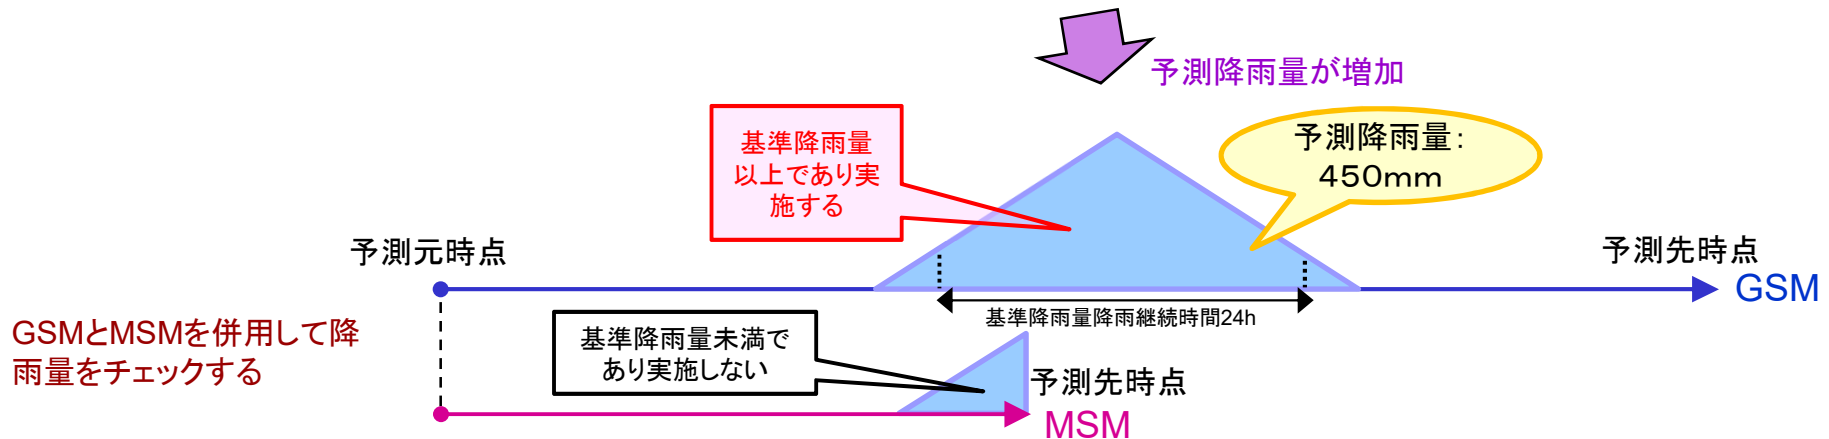 予測降雨量が増加
基準降雨量
以上であり実
施する
予測降雨量：
450mm
予測元時点
予測先時点
GSM
基準降雨量降雨継続時間24h
GSMとMSMを併用して降
雨量をチェックする
基準降雨量未満で
あり実施しない
予測先時点
MSM